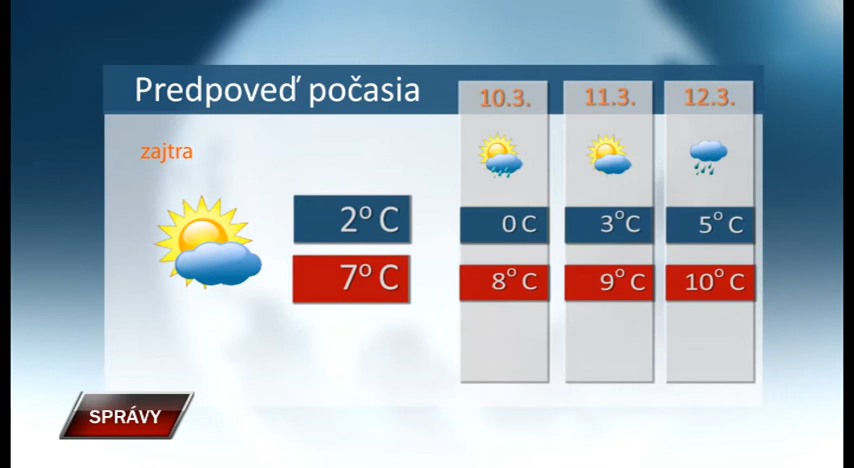 Predpoveď počasia
zajtra
2° C
7° C
10.3.
0 C
8° C
11.3.
3°C
9° C
12.3.
5° C
10° C
SPRÁVY